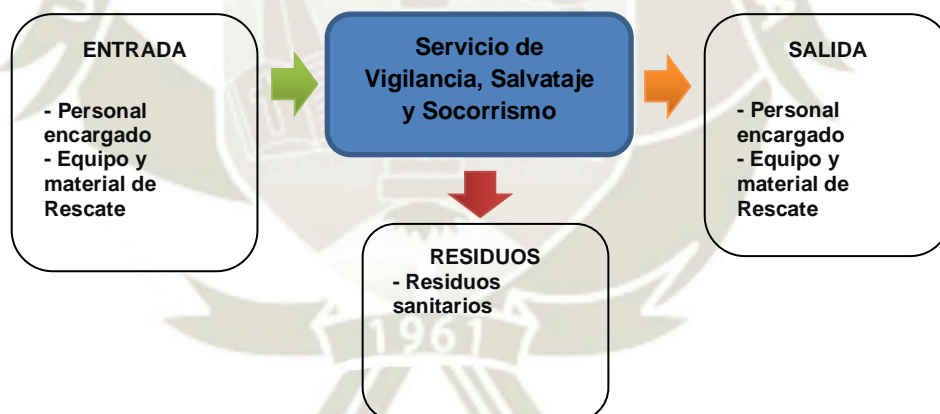 ENTRADA
- Personal
encargado
- Equipo y
material de
Rescate
Servicio de
Vigilancia, Salvataje
y Socorrismo
SALIDA
- Personal
encargado
- Equipo y
material de
Rescate
RESIDUOS
- Residuos
sanitarios
1961